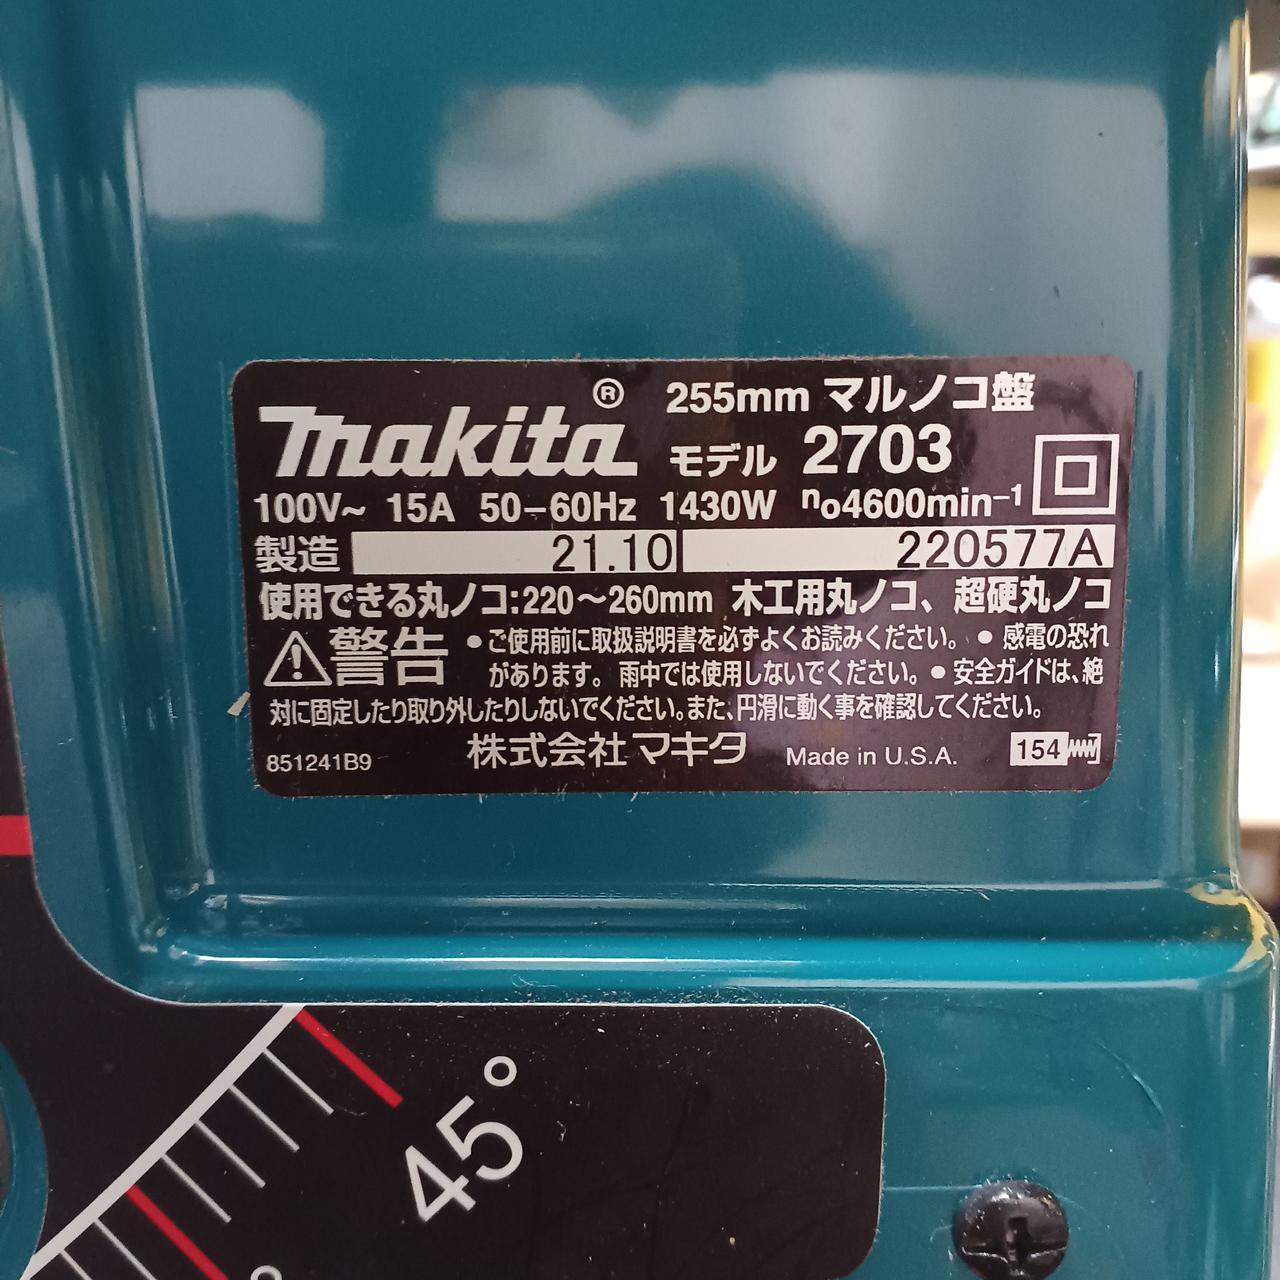 makita® 255mm マルノコ盤
モデル 2703
100V~ 15A 50-60Hz 1430W no4600min-1
製造 21.10 220577A
使用できる丸ノコ:220〜260mm 木工用丸ノコ、超硬丸ノコ
警告 •ご使用前に取扱説明書を必ずよくお読みください。• 感電の恐れ
があります。雨中では使用しないでください。• 安全ガイドは、絶
対に固定したり取り外したりしないでください。また、円滑に動く事を確認してください。
851241B9 株式会社マキタ Made in U.S.A. 154
45°